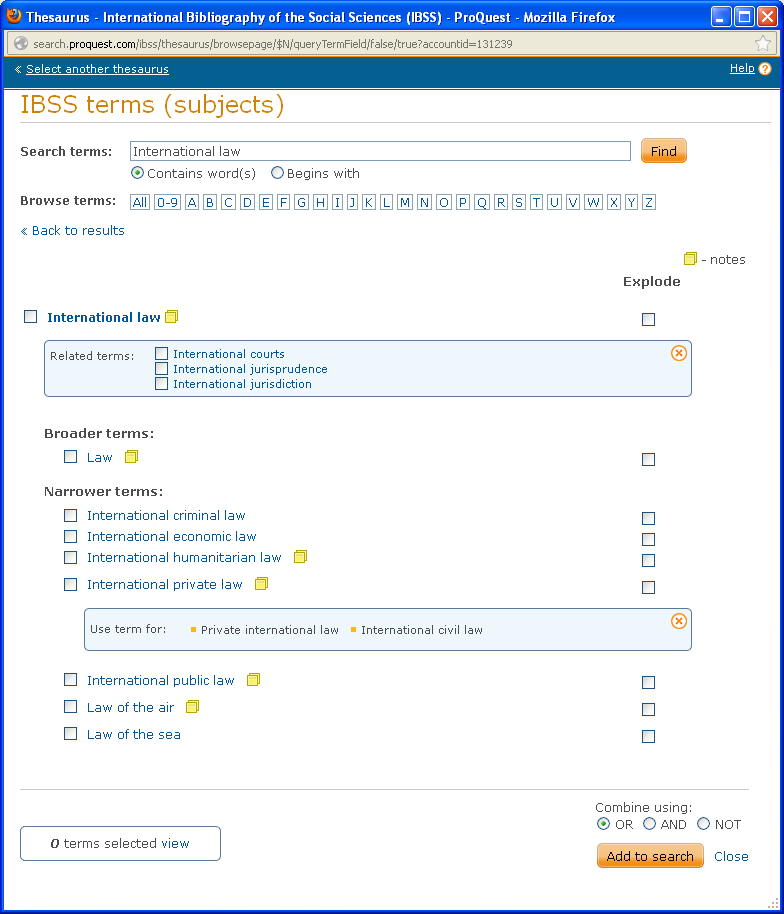 Thesaurus - International Bibliography of the Social Sciences (IBSS) - ProQuest - Mozilla Firefox
search.proquest.com/ibss/thesaurus/browsepage/$N/queryTermField/false/true?accountid=131239
« Select another thesaurus Help ?
IBSS terms (subjects)
Search terms: International law Find
Contains word(s) Begins with
Browse terms: All 0-9 A B C D E F G H I J K L M N O P Q R S T U V W X Y Z
« Back to results
- notes
Explode
International law
Related terms: International courts
International jurisprudence
International jurisdiction
Broader terms:
Law
Narrower terms:
International criminal law
International economic law
International humanitarian law
International private law
Use term for: Private international law International civil law
International public law
Law of the air
Law of the sea
Combine using:
OR AND NOT
0 terms selected view
Add to search Close